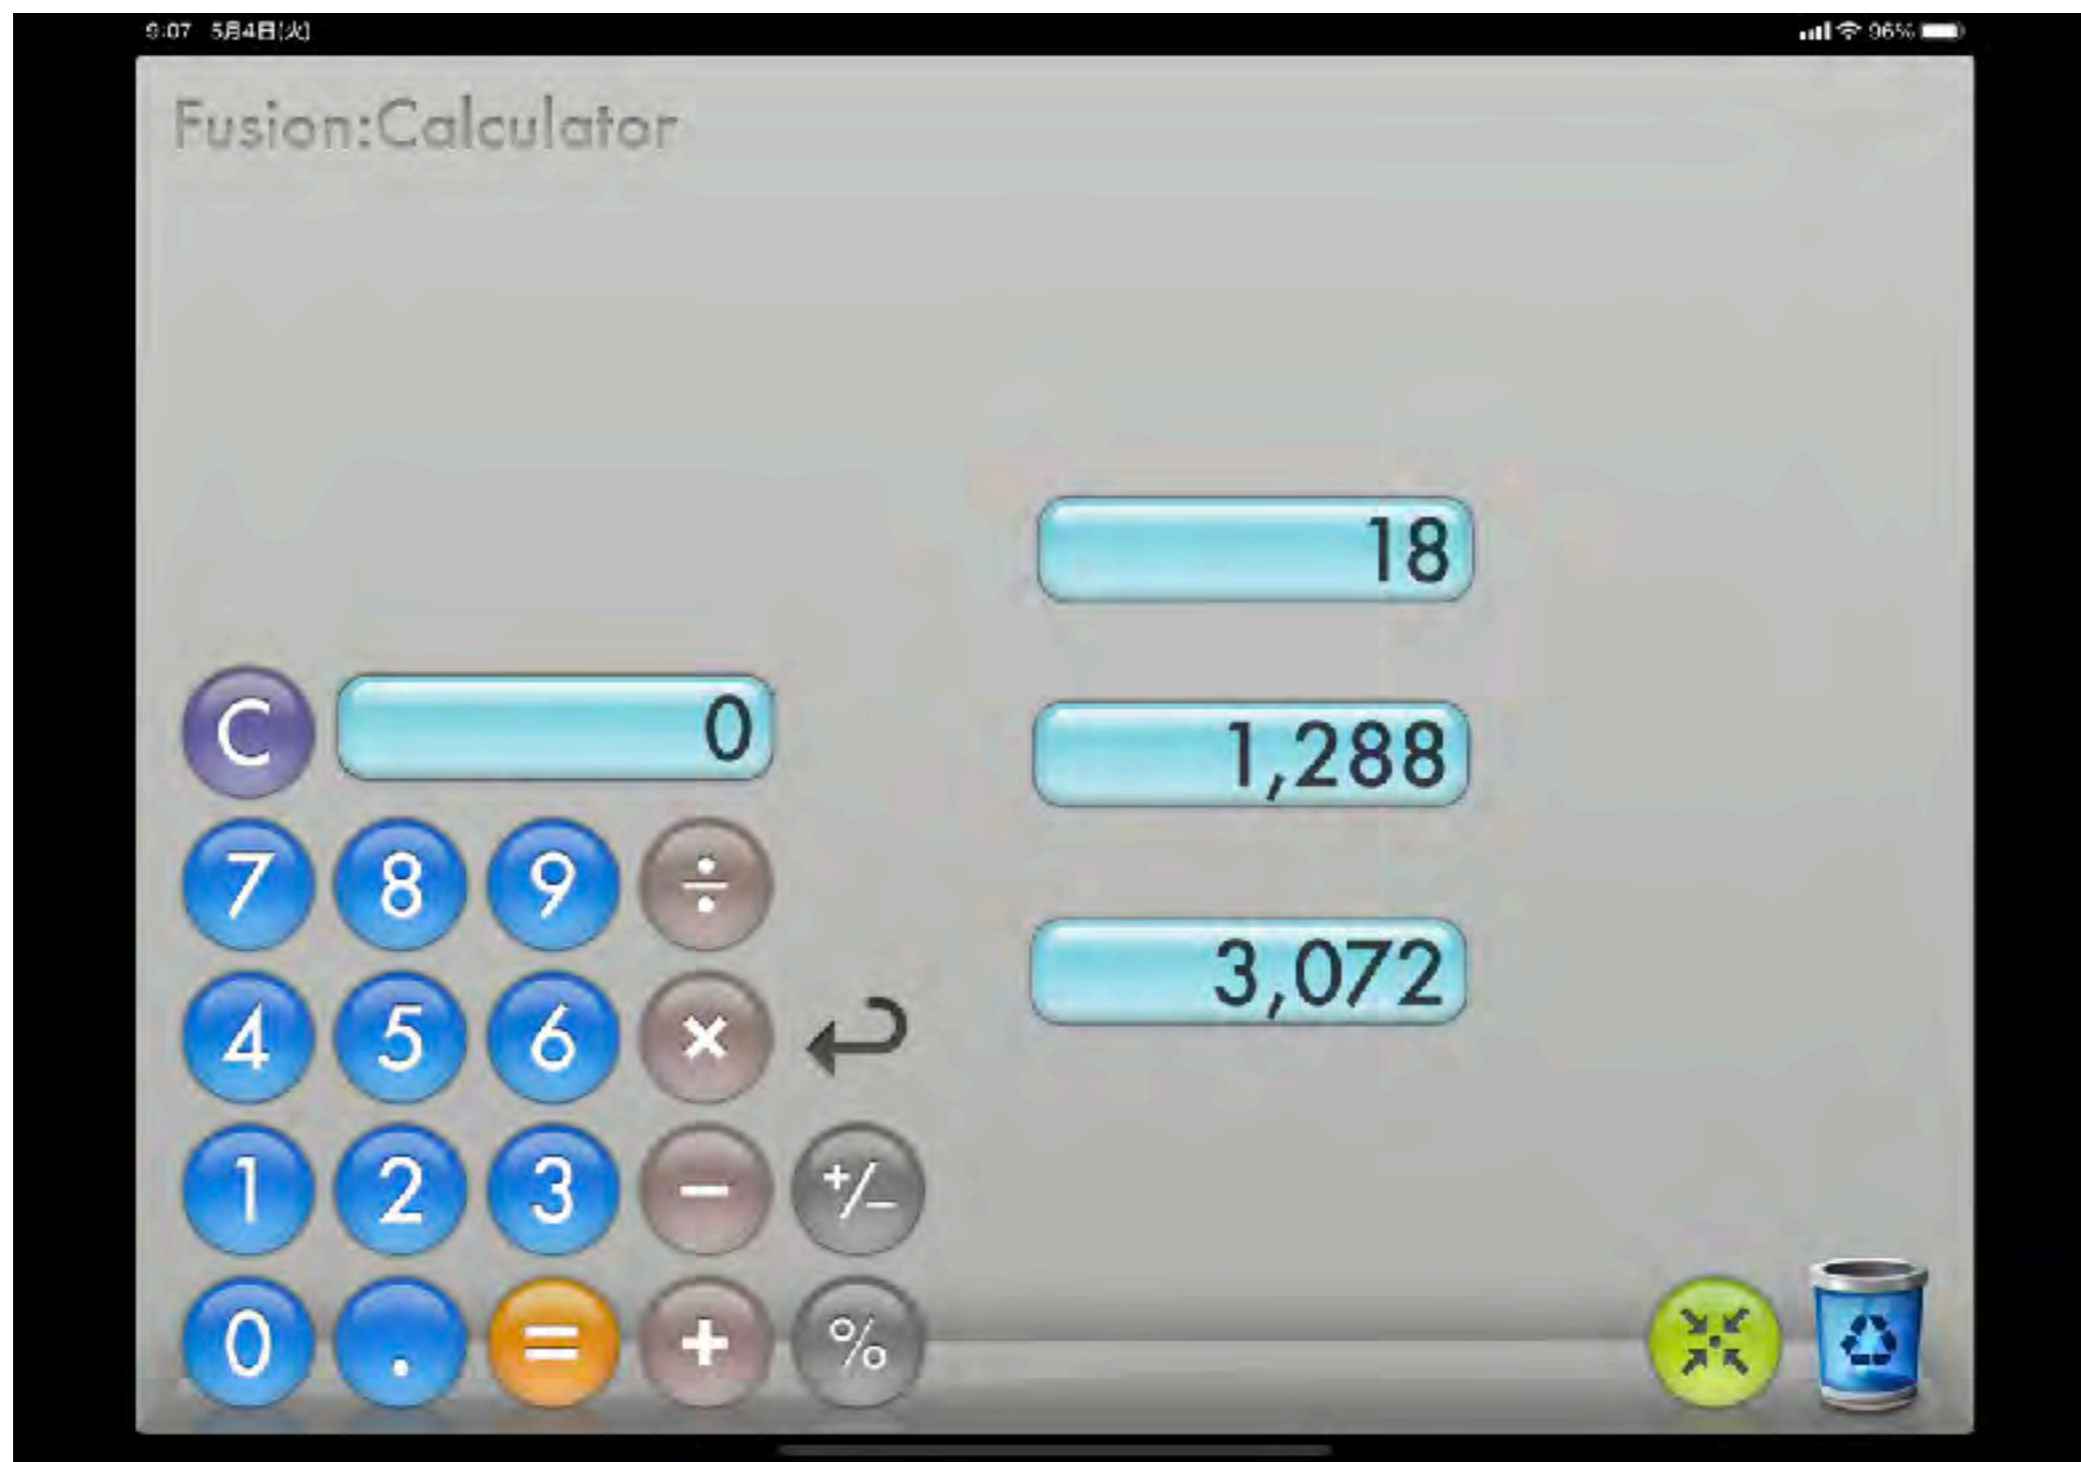 9:07 5月4日(火)
96%
Fusion:Calculator
18
C 0
1,288
7 8 9 ÷
3,072
4 5 6 ×
1 2 3 − +/−
0 . = + %